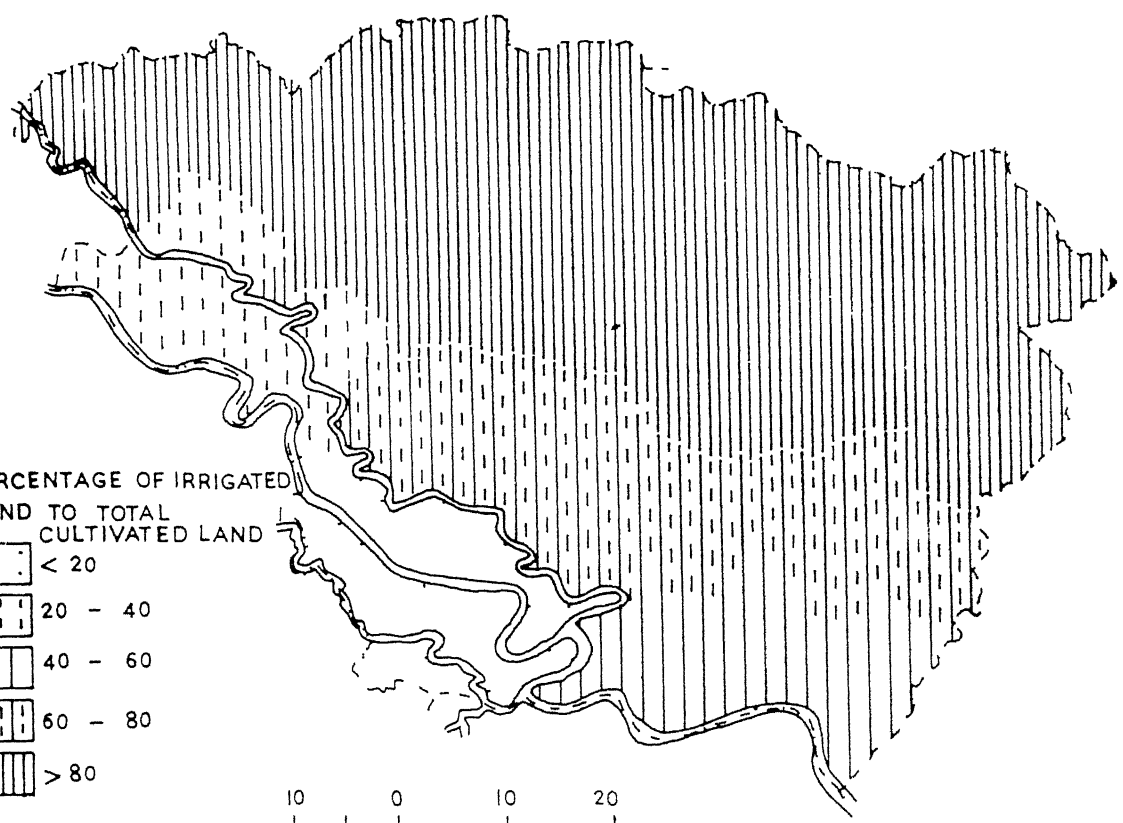 RCENTAGE OF IRRIGATED
ND TO TOTAL
CULTIVATED LAND
< 20
20 - 40
40 - 60
60 - 80
> 80
10 0 10 20